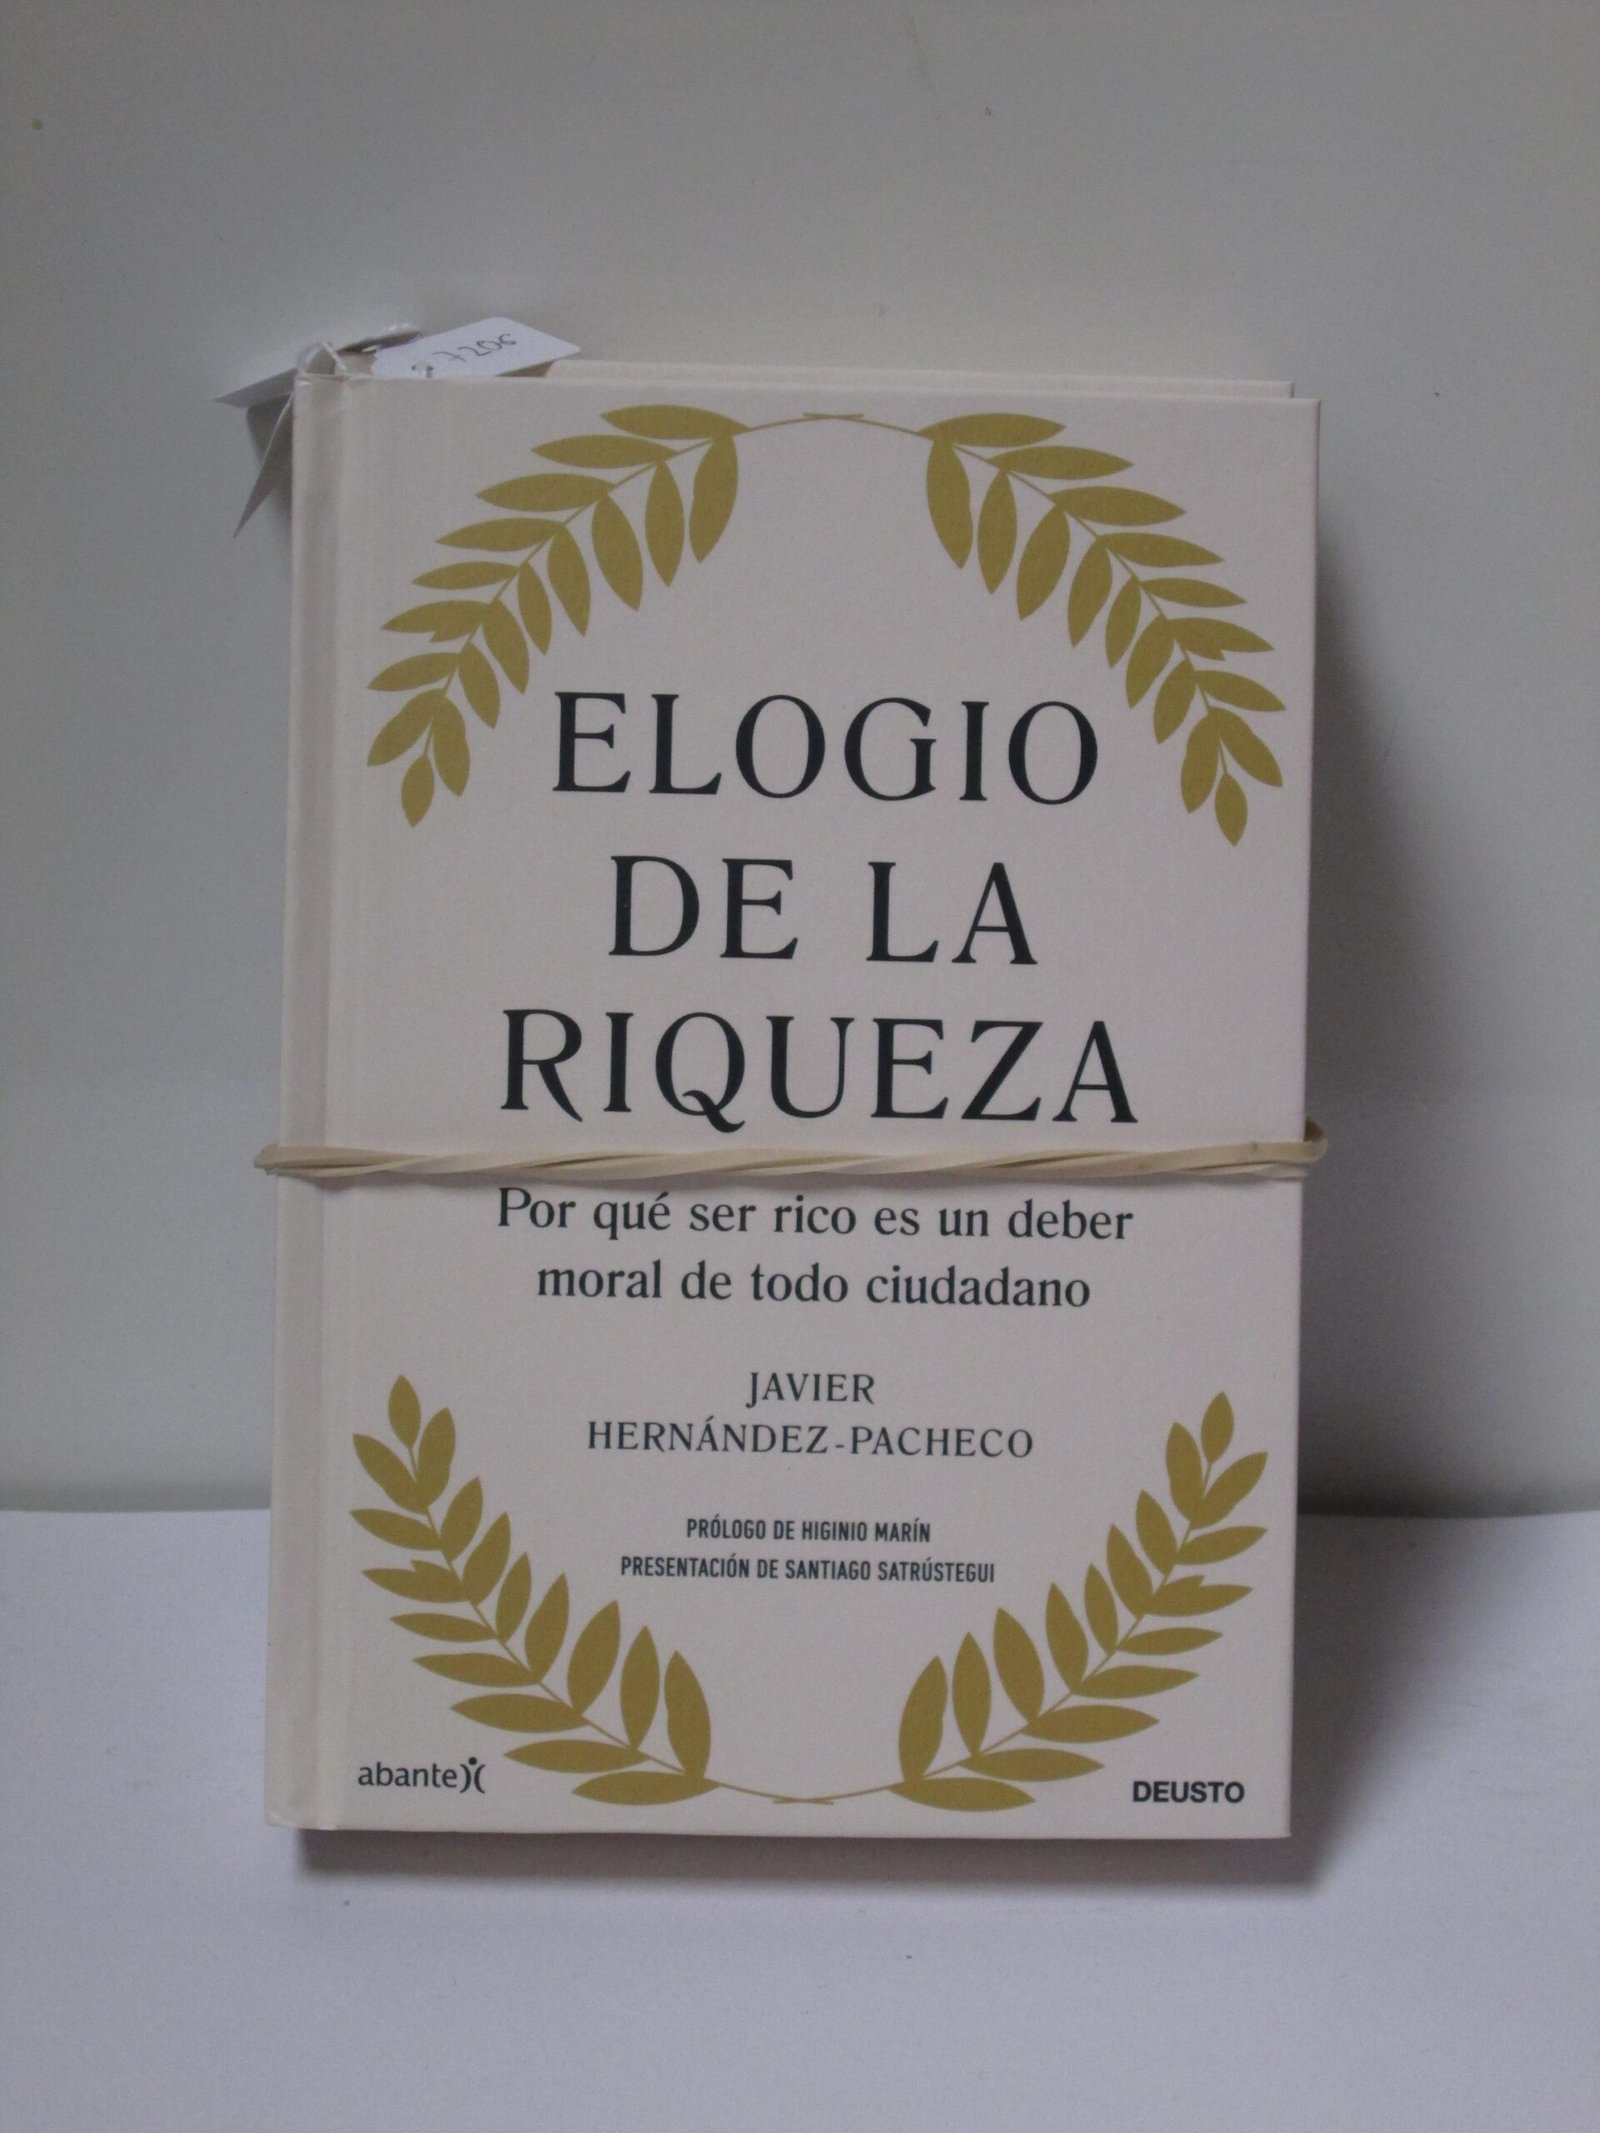 ELOGIO
DE LA
RIQUEZA
Por qué ser rico es un deber
moral de todo ciudadano
JAVIER
HERNÁNDEZ-PACHECO
PRÓLOGO DE HIGINIO MARÍN
PRESENTACIÓN DE SANTIAGO SATRÚSTEGUI
abante
DEUSTO